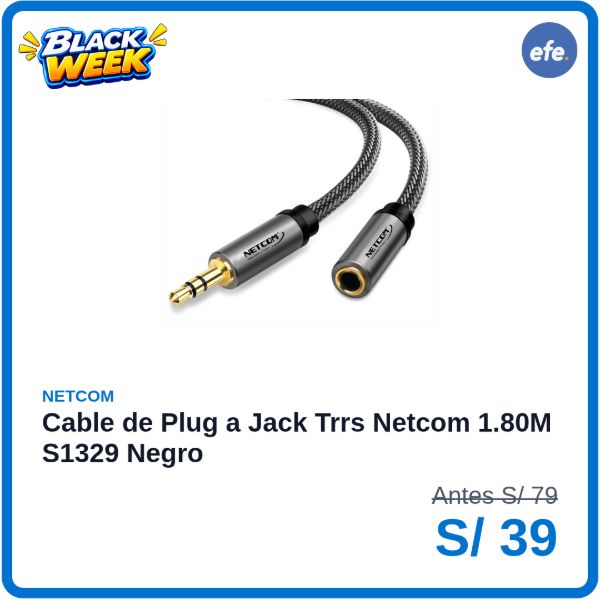 BLACK
WEEK
efe.
NETCOM
NETCOM
NETCOM
Cable de Plug a Jack Trrs Netcom 1.80M
S1329 Negro
Antes S/ 79
S/ 39